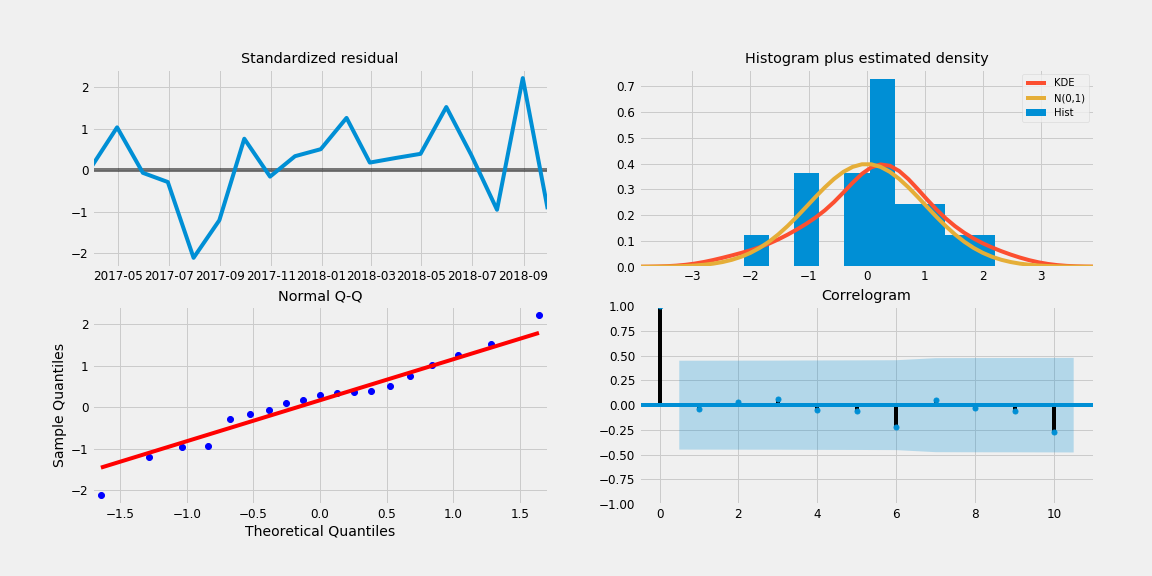 Standardized residual
2
1
0
−1
−2
2017-05 2017-07 2017-09 2017-11 2018-01 2018-03 2018-05 2018-07 2018-09
Histogram plus estimated density
0.7
0.6
0.5
0.4
0.3
0.2
0.1
0.0
−3 −2 −1 0 1 2 3
KDE
N(0,1)
Hist
Normal Q-Q
Sample Quantiles
2
1
0
−1
−2
−1.5 −1.0 −0.5 0.0 0.5 1.0 1.5
Theoretical Quantiles
Correlogram
1.00
0.75
0.50
0.25
0.00
−0.25
−0.50
−0.75
−1.00
0 2 4 6 8 10